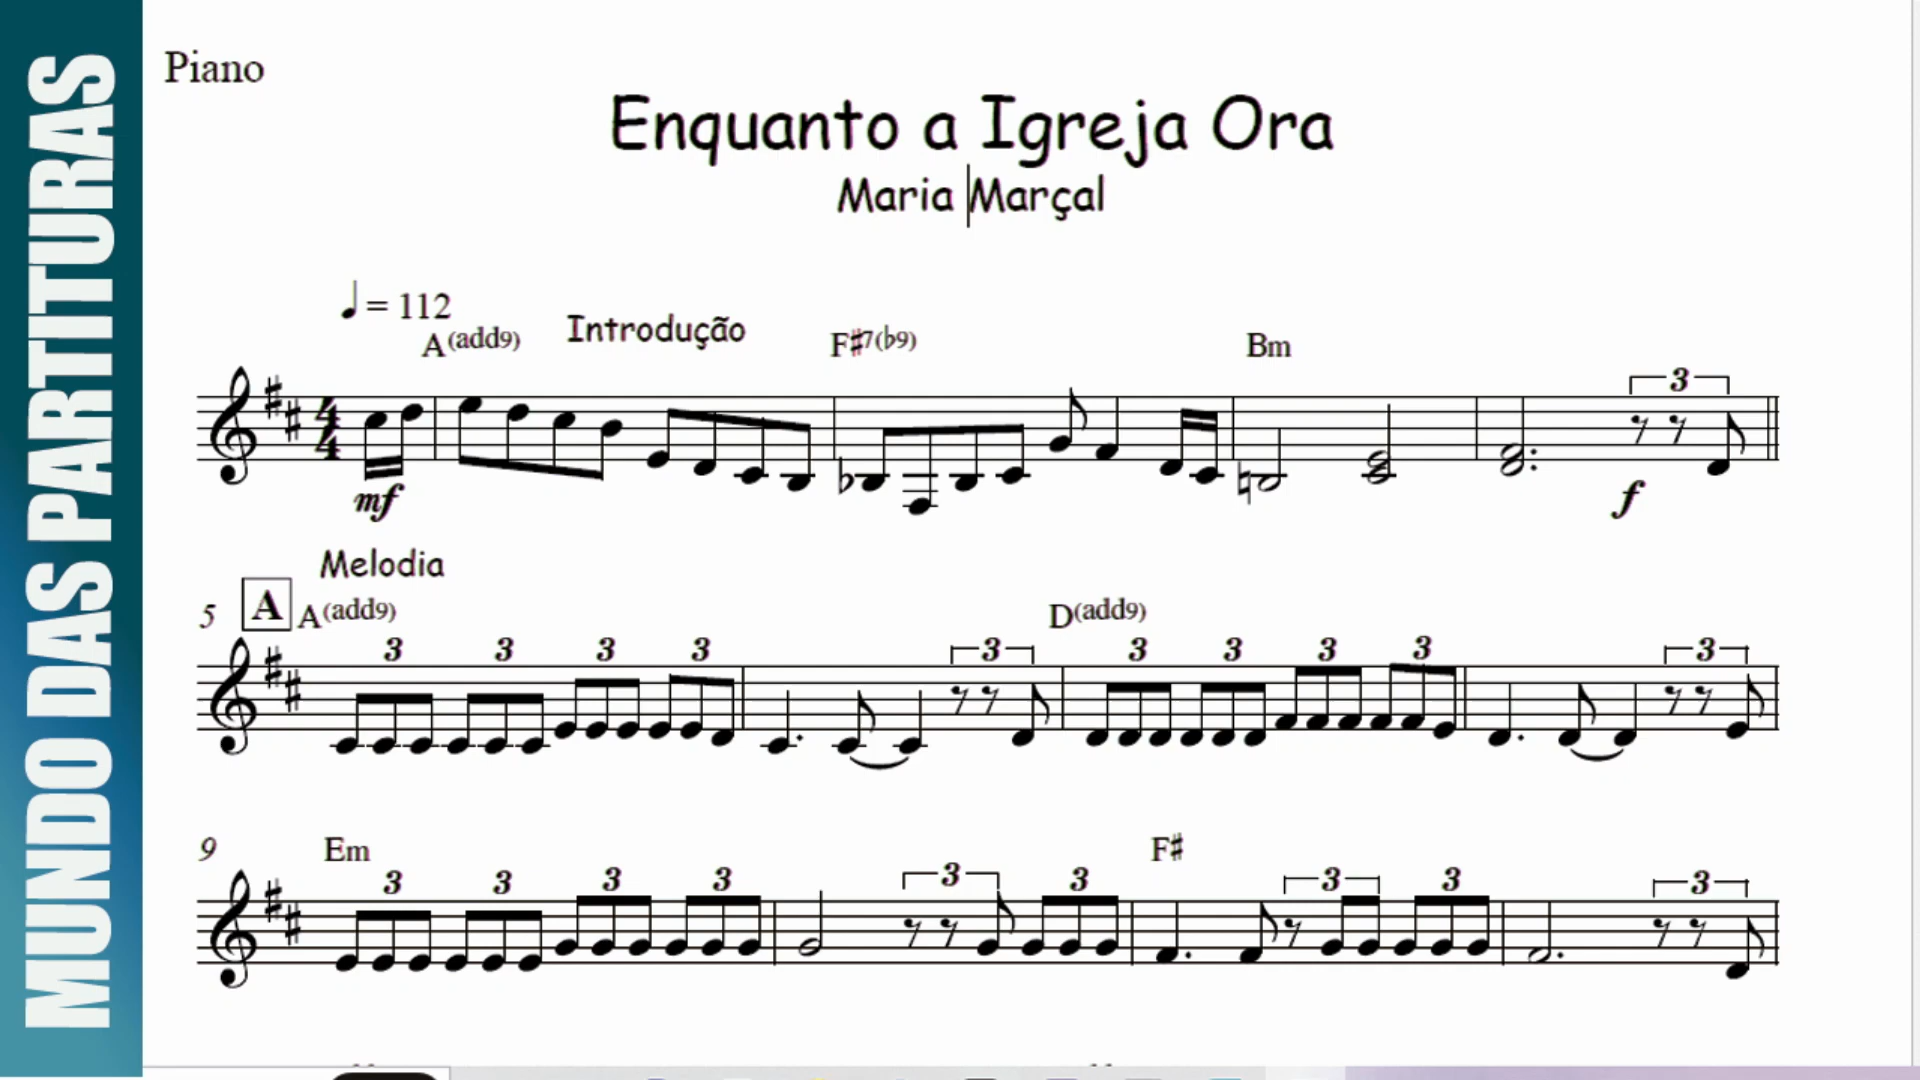 MUNDO DAS PARTITURAS
Piano
Enquanto a Igreja Ora
Maria Marçal
♩ = 112
A(add9) Introdução F♯7(♭9) Bm
3
4
4
mf f
Melodia
5 A A(add9) D(add9)
3 3 3 3 3 3 3 3 3 3
9 Em F♯
3 3 3 3 3 3 3 3 3